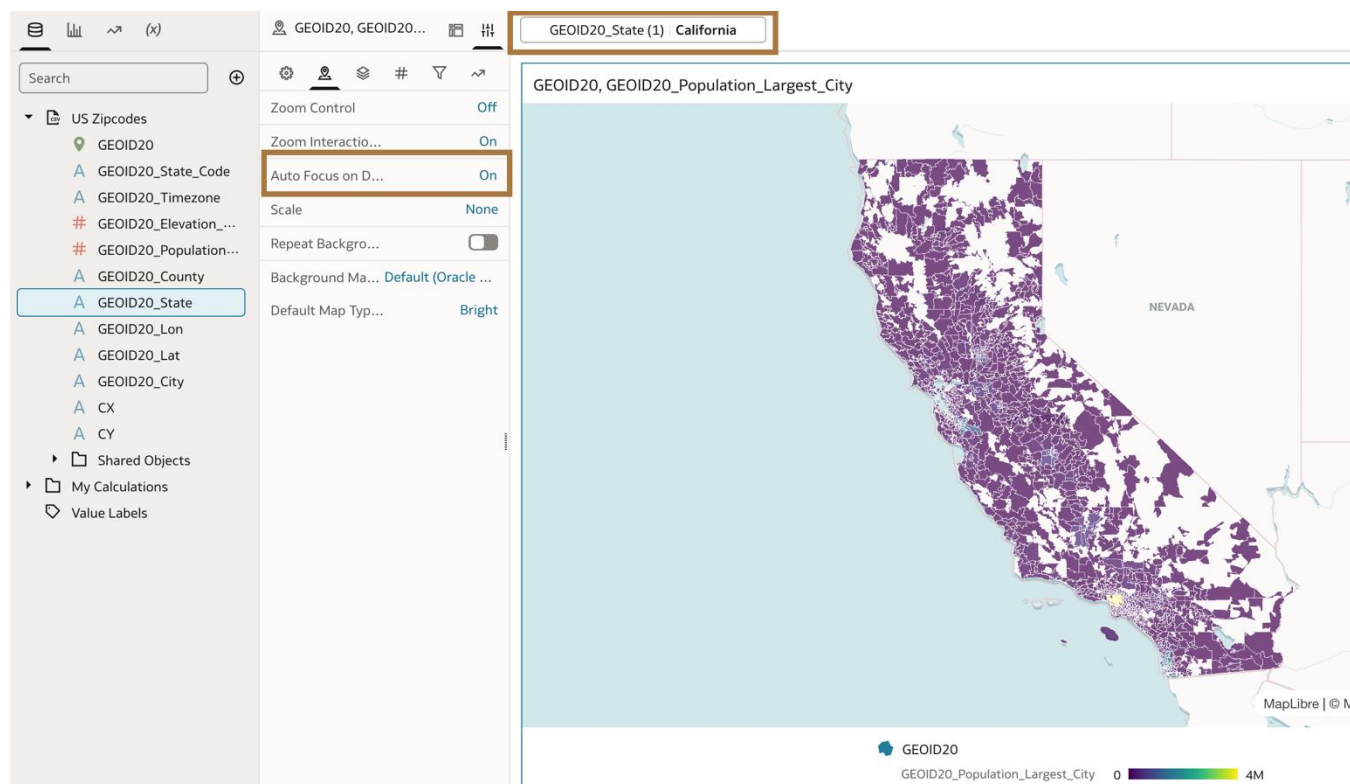 (x)
Search
US Zipcodes
GEOID20
A GEOID20_State_Code
A GEOID20_Timezone
# GEOID20_Elevation_...
# GEOID20_Population...
A GEOID20_County
A GEOID20_State
A GEOID20_Lon
A GEOID20_Lat
A GEOID20_City
A CX
A CY
Shared Objects
My Calculations
Value Labels
GEOID20, GEOID20...
#
Zoom Control Off
Zoom Interactio... On
Auto Focus on D... On
Scale None
Repeat Backgro...
Background Ma... Default (Oracle ...
Default Map Typ... Bright
GEOID20_State (1) California
GEOID20, GEOID20_Population_Largest_City
NEVADA
MapLibre | © M
GEOID20
GEOID20_Population_Largest_City 0 4M